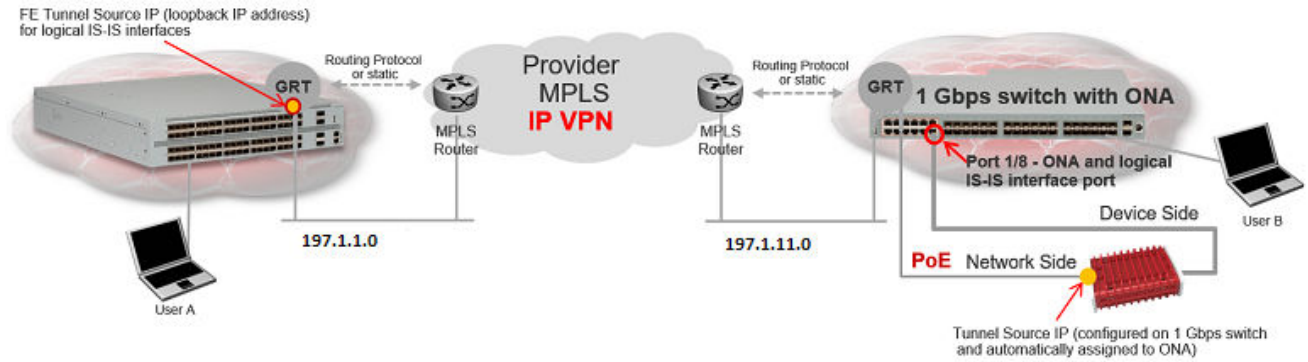 FE Tunnel Source IP (loopback IP address)
for logical IS-IS interfaces
GRT
Routing Protocol
or static
MPLS
Router
Provider
MPLS
IP VPN
MPLS
Router
Routing Protocol
or static
GRT
1 Gbps switch with ONA
Port 1/8 - ONA and logical
IS-IS interface port
User B
Device Side
197.1.1.0
197.1.11.0
PoE Network Side
User A
Tunnel Source IP (configured on 1 Gbps switch
and automatically assigned to ONA)